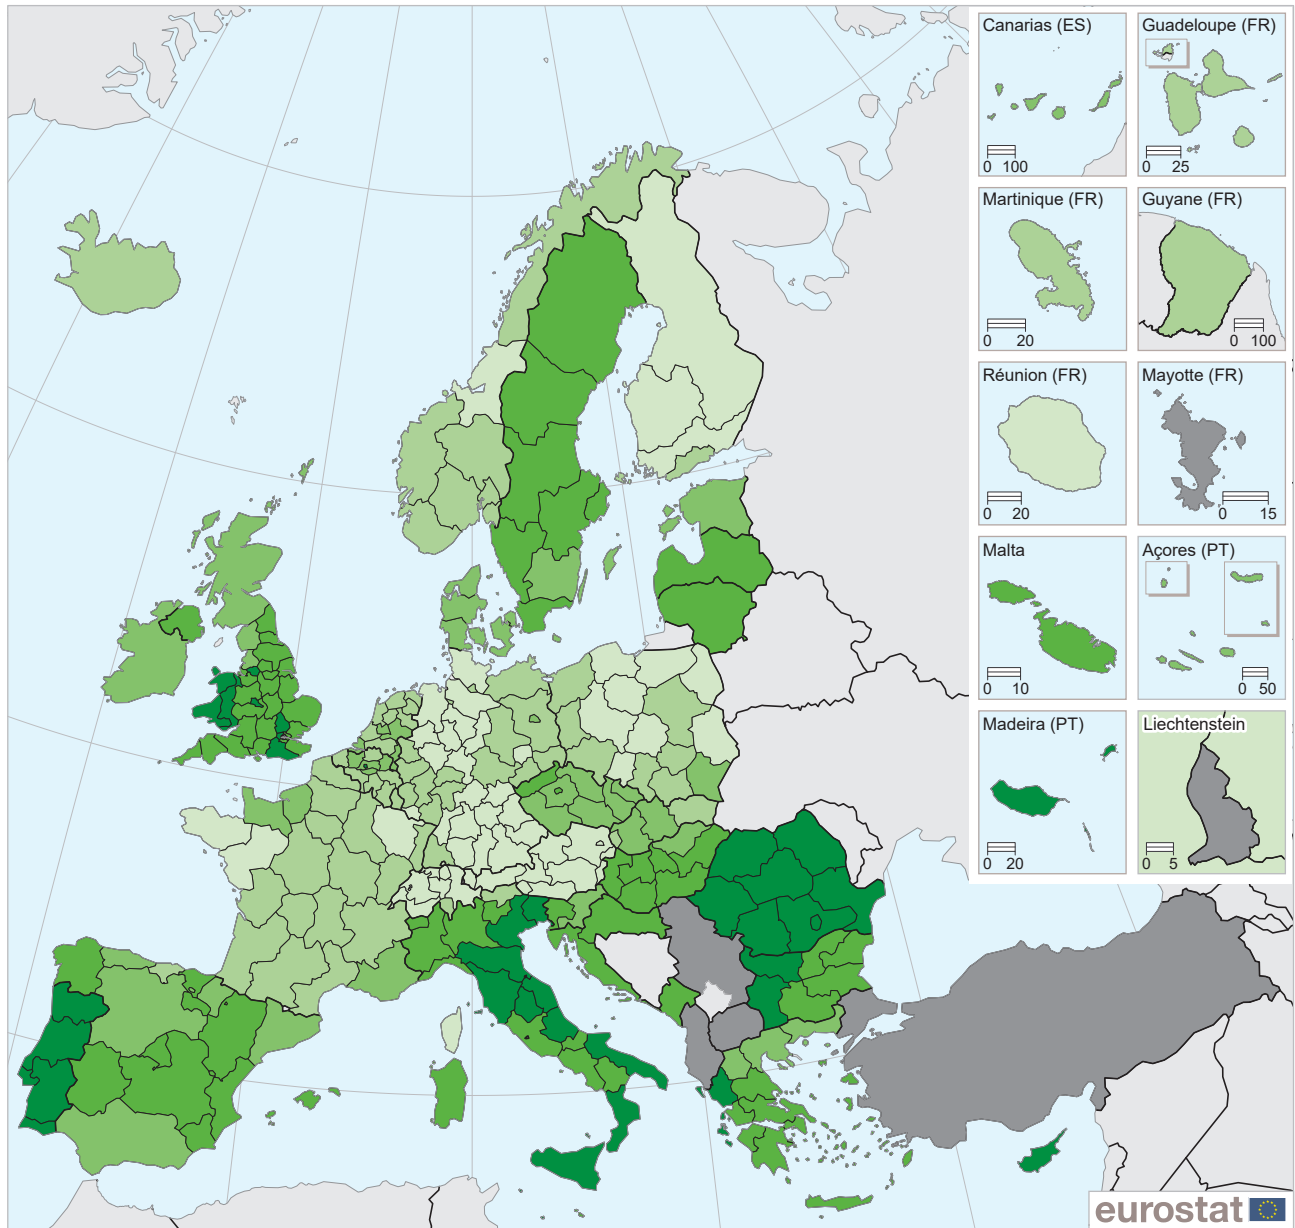 Canarias (ES)
0 100
Guadeloupe (FR)
0 25
Martinique (FR)
0 20
Guyane (FR)
0 100
Réunion (FR)
0 20
Mayotte (FR)
0 15
Malta
0 10
Açores (PT)
0 50
Madeira (PT)
0 20
Liechtenstein
0 5
eurostat